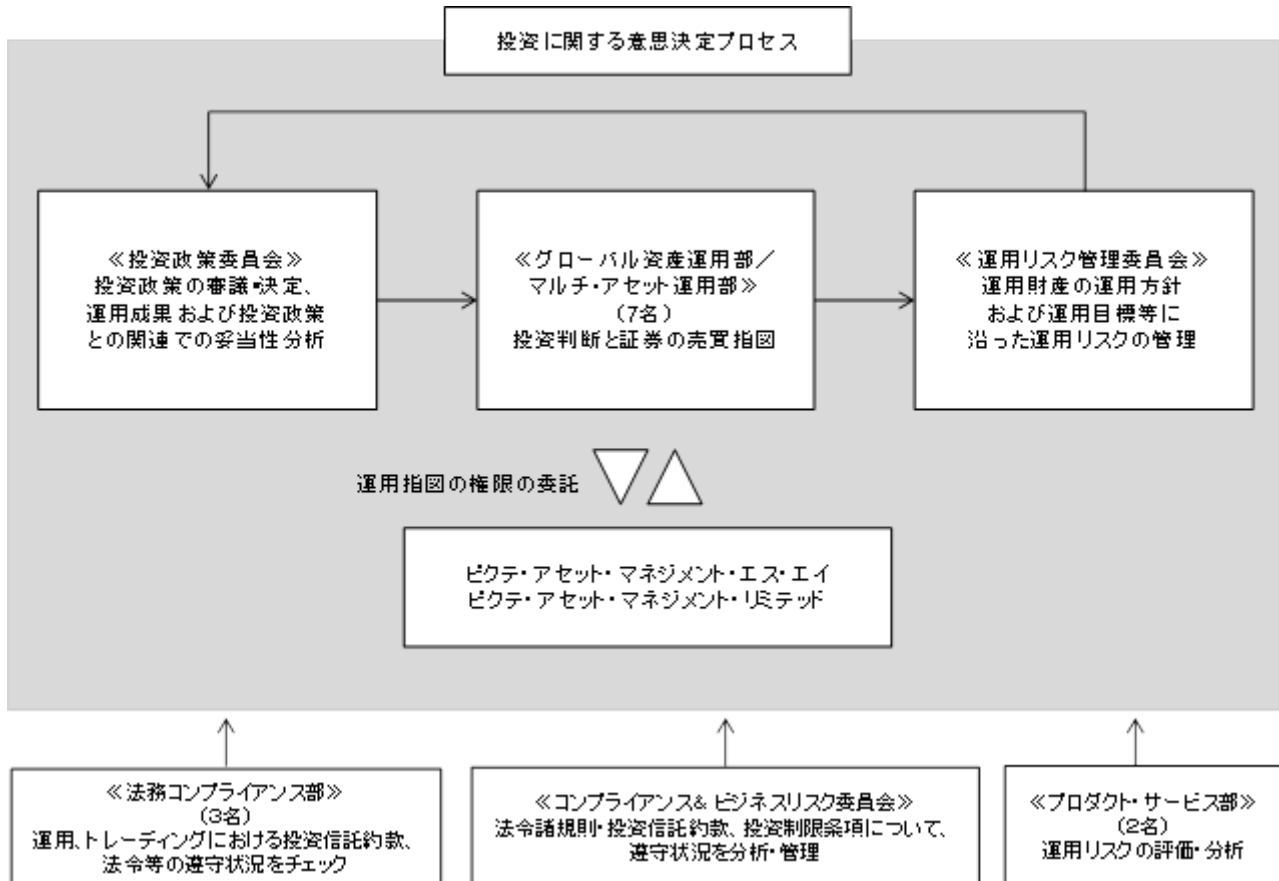 投資に関する意思決定プロセス
≪投資政策委員会≫
投資政策の審議・決定、
運用成果および投資政策
との関連での妥当性分析
≪グローバル資産運用部／
マルチ・アセット運用部≫
(7名)
投資判断と証券の売買指図
≪運用リスク管理委員会≫
運用財産の運用方針
および運用目標等に
沿った運用リスクの管理
運用指図の権限の委託
ピクテ・アセット・マネジメント・エス・エイ
ピクテ・アセット・マネジメント・リミテッド
≪法務コンプライアンス部≫
(3名)
運用、トレーディングにおける投資信託約款、
法令等の遵守状況をチェック
≪コンプライアンス& ビジネスリスク委員会≫
法令諸規則・投資信託約款、投資制限条項について、
遵守状況を分析・管理
≪プロダクト・サービス部≫
(2名)
運用リスクの評価・分析